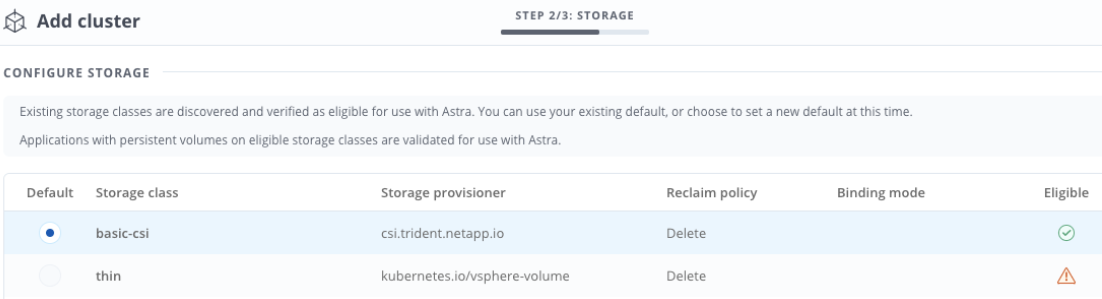 Add cluster
STEP 2/3: STORAGE
CONFIGURE STORAGE
Existing storage classes are discovered and verified as eligible for use with Astra. You can use your existing default, or choose to set a new default at this time.
Applications with persistent volumes on eligible storage classes are validated for use with Astra.
Default Storage class Storage provisioner Reclaim policy Binding mode Eligible
basic-csi csi.trident.netapp.io Delete
thin kubernetes.io/vsphere-volume Delete